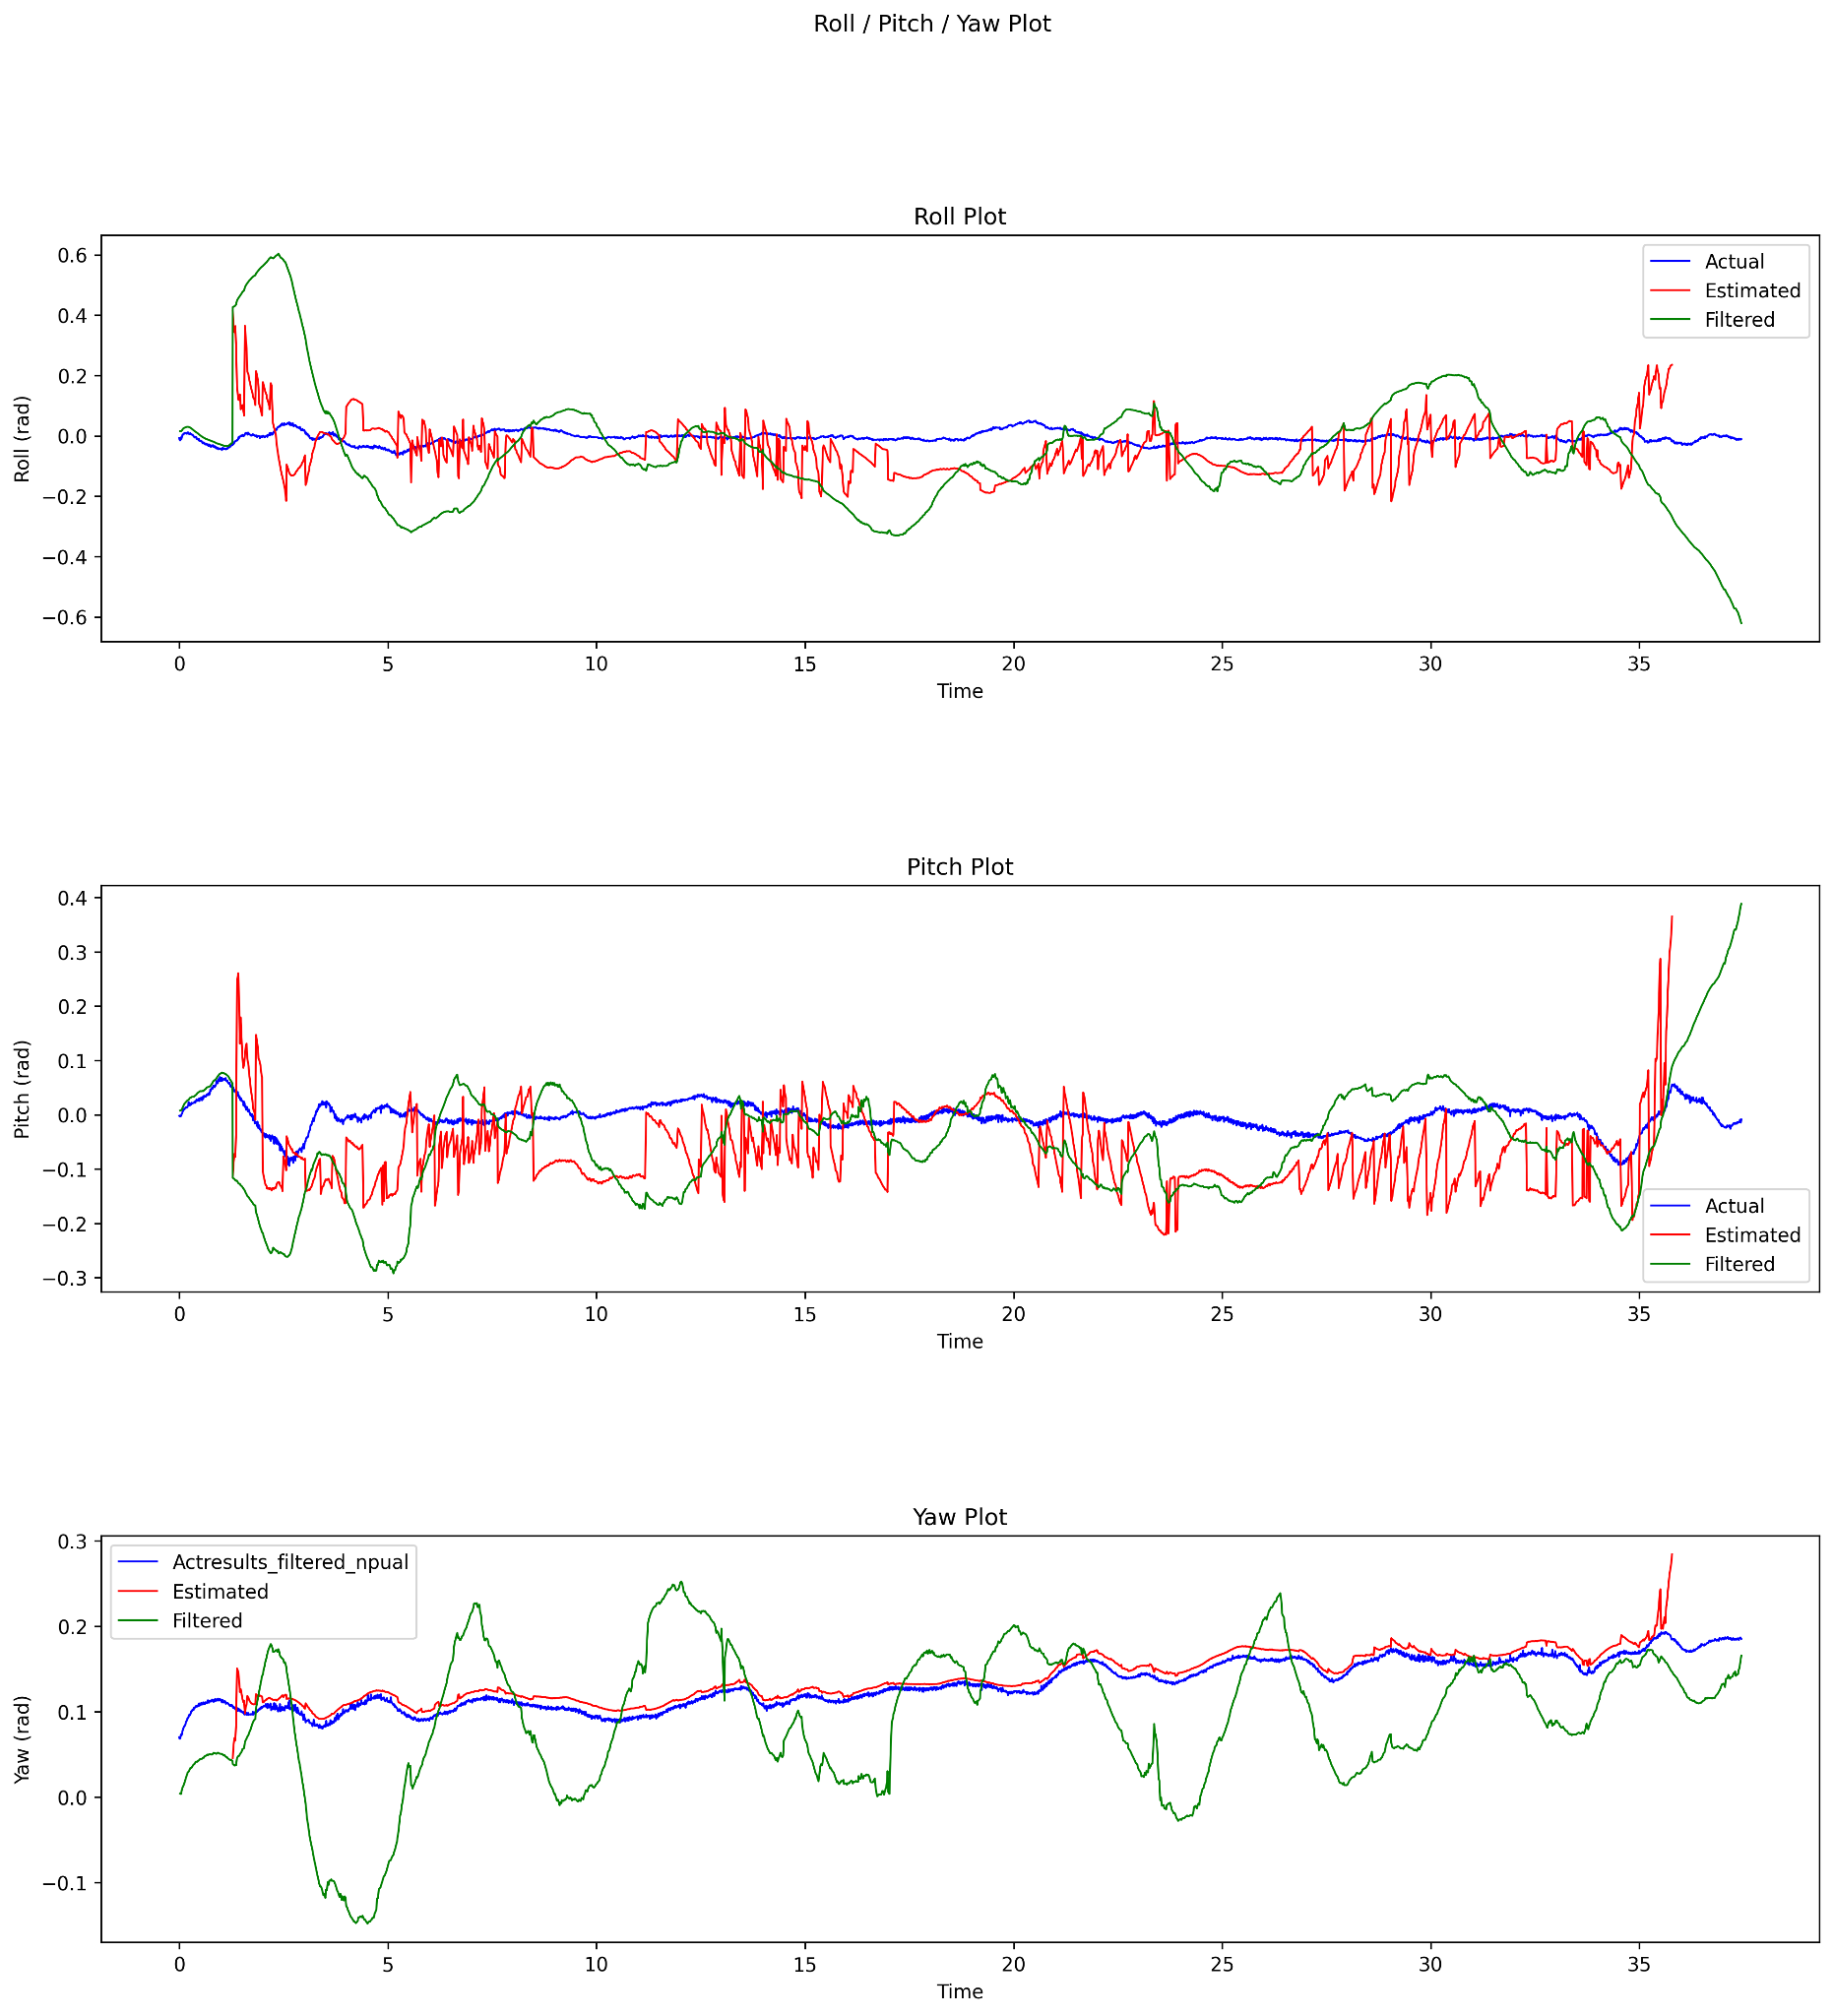 Roll / Pitch / Yaw Plot
Roll Plot
0.6
0.4
0.2
0.0
−0.2
−0.4
−0.6
Roll (rad)
Actual
Estimated
Filtered
0 5 10 15 20 25 30 35
Time
Pitch Plot
0.4
0.3
0.2
0.1
0.0
−0.1
−0.2
−0.3
Pitch (rad)
Actual
Estimated
Filtered
0 5 10 15 20 25 30 35
Time
Yaw Plot
0.3
0.2
0.1
0.0
−0.1
Yaw (rad)
Actresults_filtered_npual
Estimated
Filtered
0 5 10 15 20 25 30 35
Time